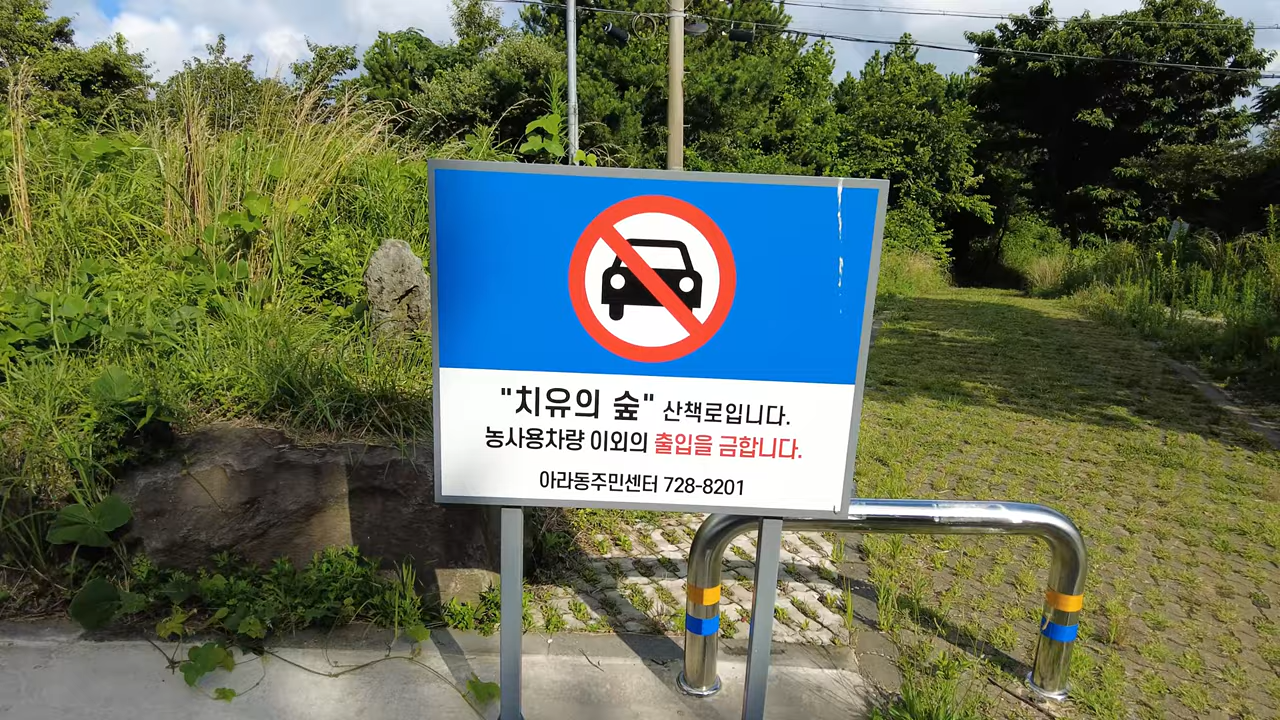 "치유의 숲" 산책로입니다.
농사용차량 이외의 출입을 금합니다.
아라동주민센터 728-8201